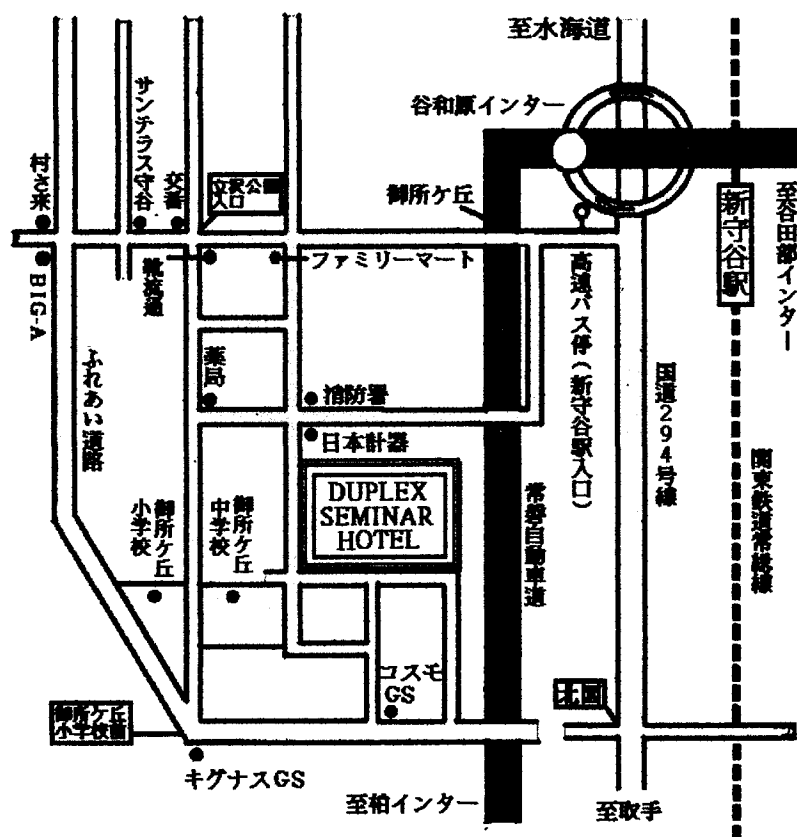 至水海道
谷和原インター
サンチラス守谷
村さ来
交番
立沢公園
入口
御所ケ丘
新守谷駅
至谷田部インター
靴流通
ファミリーマート
BIG-A
高速バス停(新守谷駅入口)
ふれあい道路
薬局
消防署
国道294号線
日本計器
関東鉄道常総線
DUPLEX
SEMINAR
HOTEL
常磐自動車道
御所ケ丘
小学校
御所ケ丘
中学校
コスモ
GS
北園
御所ケ丘
小学校前
キグナスGS
至柏インター
至取手